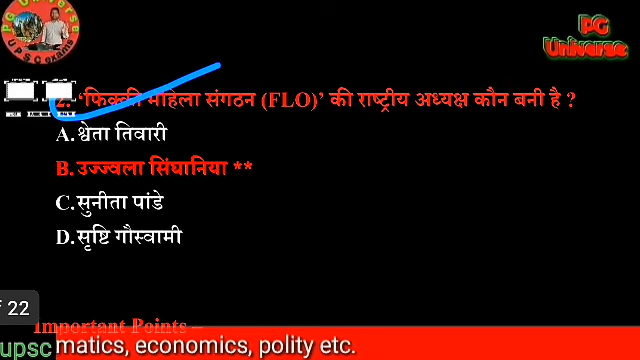 PG Universe
UPSC exams
PG
Universe
2. ‘फिक्की महिला संगठन (FLO)’ की राष्ट्रीय अध्यक्ष कौन बनी है ?
A. श्वेता तिवारी
B. उज्ज्वला सिंघानिया **
C. सुनीता पांडे
D. सृष्टि गौस्वामी
22
Important Points –
upsc matics, economics, polity etc.